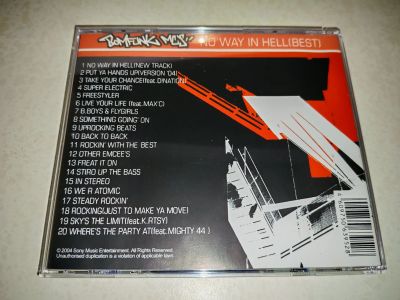 BOMFUNK MC'S NO WAY IN HELL(BEST)
1 NO WAY IN HELL(NEW TRACK)
2 PUT YA HANDS UP(VERSION '04)
3 TAKE YOUR CHANCE(feat.D'NATION)
4 SUPER ELECTRIC
5 FREESTYLER
6 LIVE YOUR LIFE (feat.MAX'C)
7 B.BOYS & FLYGIRLS
8 SOMETHING GOING' ON
9 UPROCKING BEATS
10 BACK TO BACK
11 ROCKIN' WITH THE BEST
12 OTHER EMCEE'S
13 FREAT IT ON
14 STIRO UP THE BASS
15 IN STEREO
16 WE R ATOMIC
17 STEADY ROCKIN'
18 ROCKING(JUST TO MAKE YA MOVE)
19 SKY'S THE LIMIT(feat.K.RTSY)
20 WHERE'S THE PARTY AT(feat.MIGHTY 44 )
© 2004 Sony Music Entertainment. All Rights Reserved.
Unauthorised duplication is a violation of applicable laws